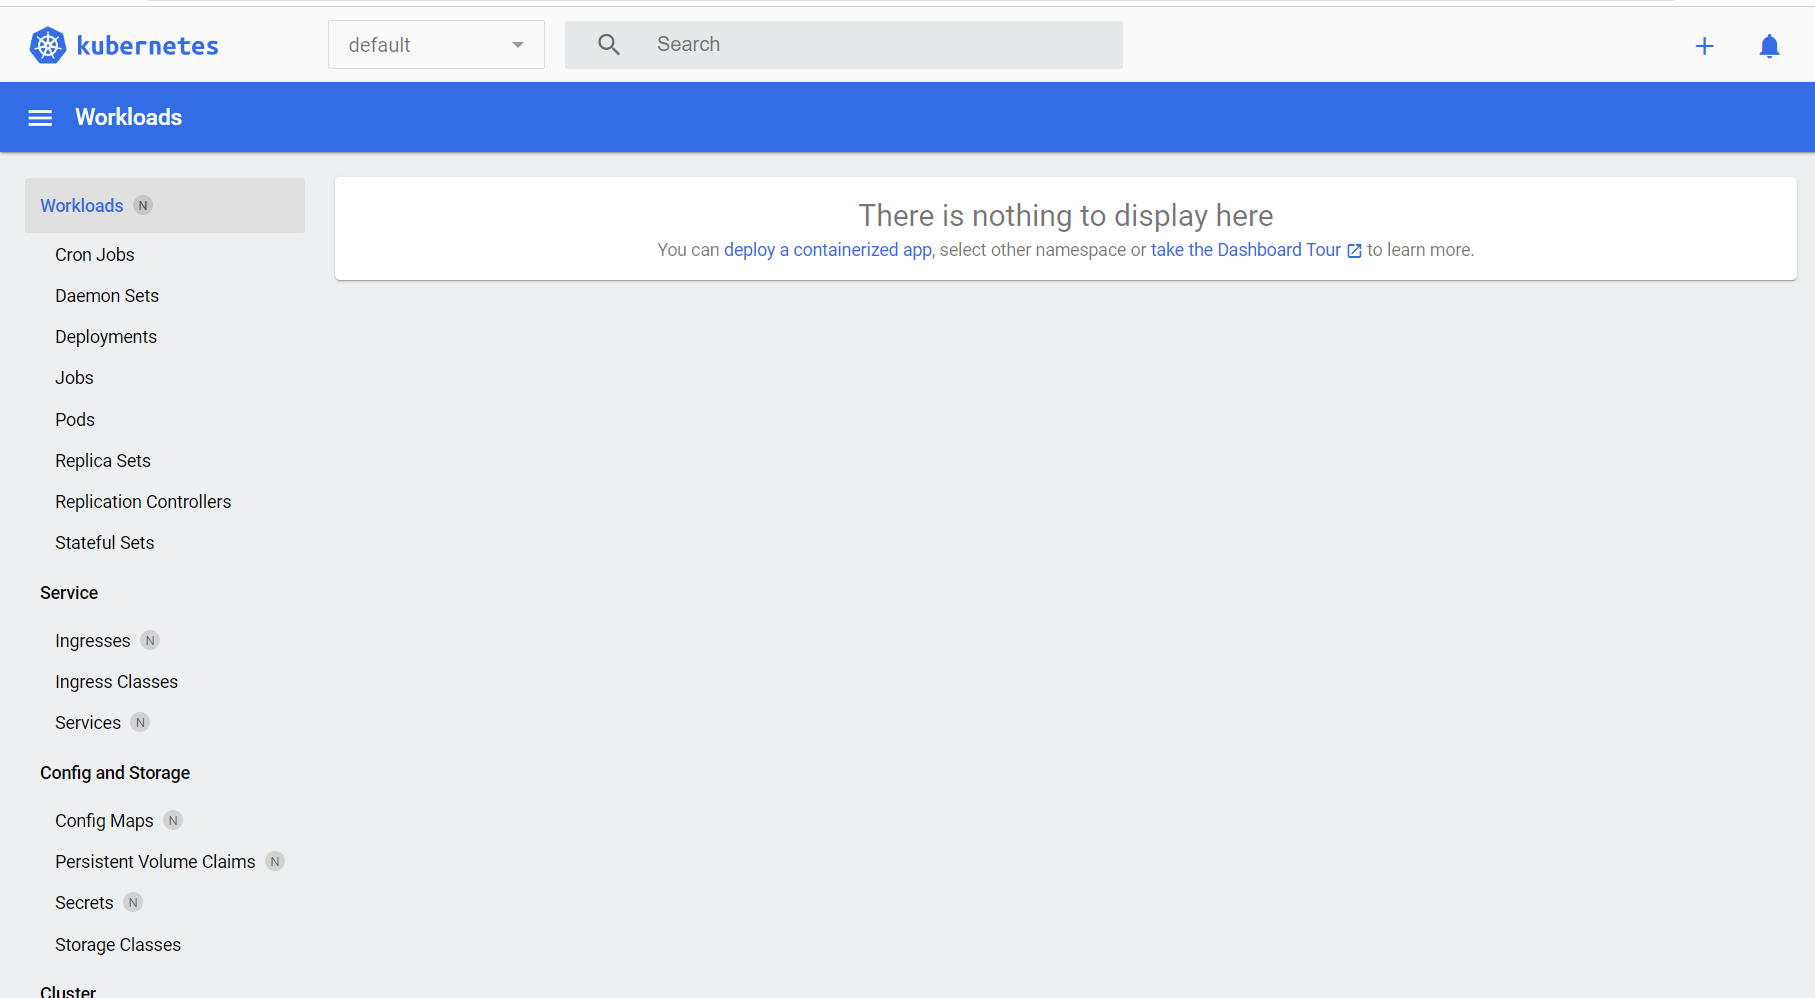 kubernetes
default
Search
Workloads
Workloads N
Cron Jobs
Daemon Sets
Deployments
Jobs
Pods
Replica Sets
Replication Controllers
Stateful Sets
Service
Ingresses N
Ingress Classes
Services N
Config and Storage
Config Maps N
Persistent Volume Claims N
Secrets N
Storage Classes
Cluster
There is nothing to display here
You can deploy a containerized app, select other namespace or take the Dashboard Tour to learn more.